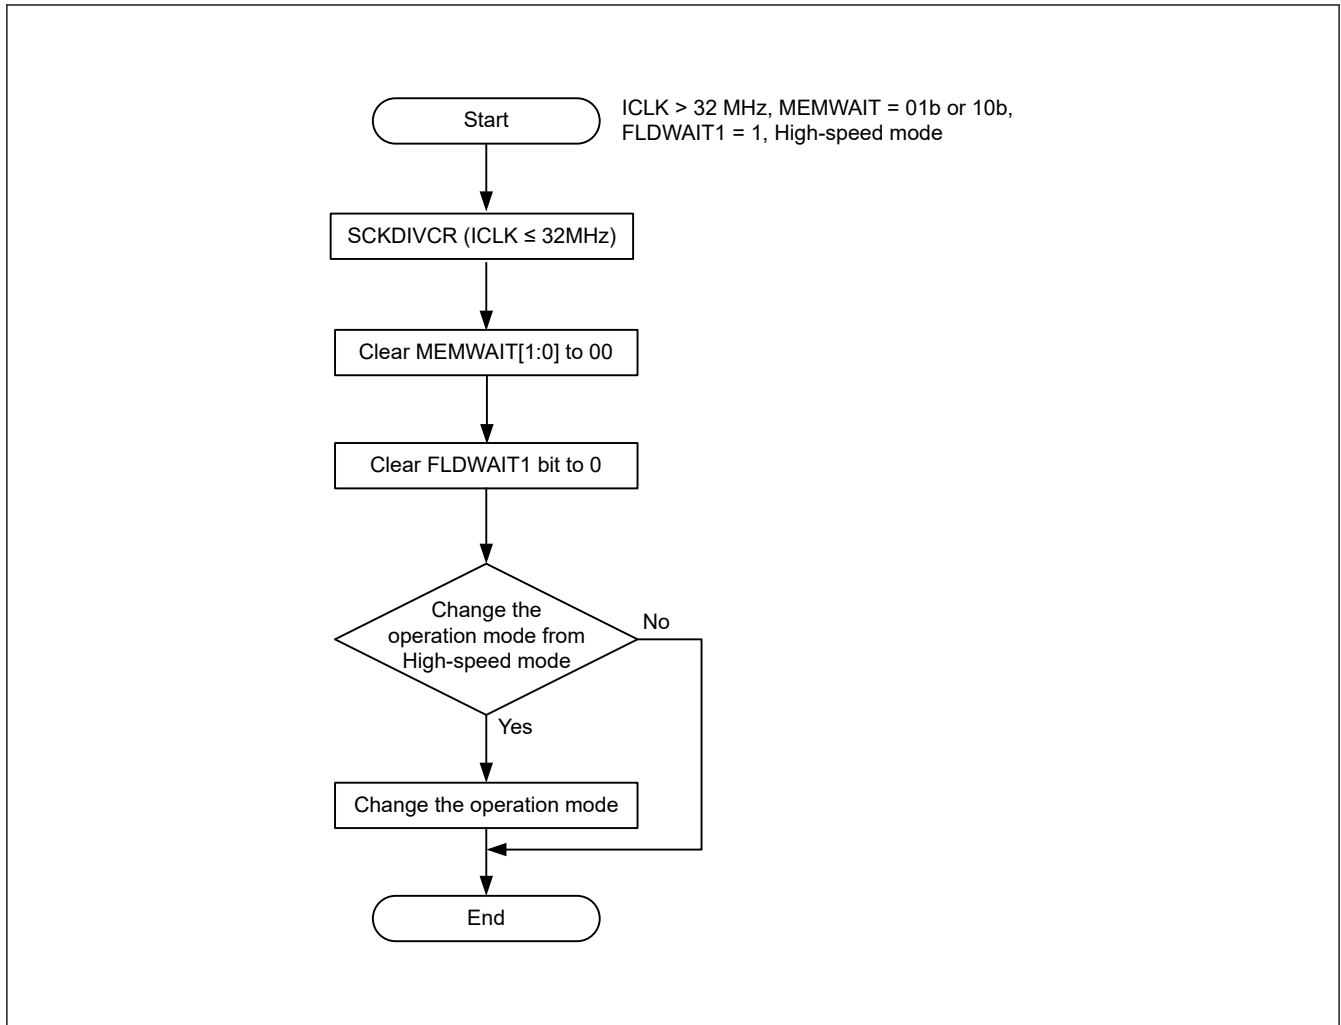 Start
ICLK > 32 MHz, MEMWAIT = 01b or 10b,
FLDWAIT1 = 1, High-speed mode
SCKDIVCR (ICLK ≤ 32MHz)
Clear MEMWAIT[1:0] to 00
Clear FLDWAIT1 bit to 0
Change the
operation mode from
High-speed mode
No
Yes
Change the operation mode
End